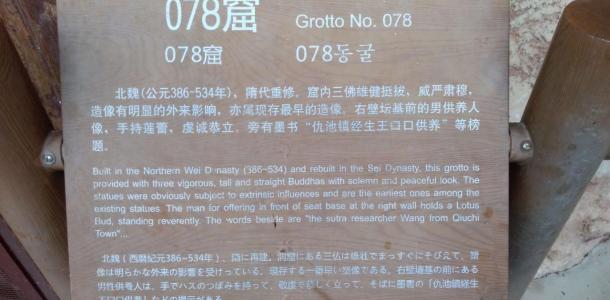 078窟 Grotto No. 078
078窟 078동굴
北魏(公元386-534年)，隋代重修。窟内三佛雄健挺拔，威严肃穆，
造像有明显的外来影响，亦属现存最早的造像。右壁坛基前的男供养人
像，手持莲蕾，虔诚恭立，旁有墨书“仇池镇经生王口口供养”等榜
题。
Built in the Northern Wei Dynasty (386~534) and rebuilt in the Sei Dynasty, this grotto is
provided with three vigorous, tall and straight Buddhas with solemn and peaceful look. The
statues were obviously subject to extrinsic influences and are the earliest ones among the
existing statues. The man for offering in front of seat base at the right wall holds a Lotus
Bud, standing reverently. The words beside are "the sutra researcher Wang from Qiuchi
Town"...
北魏（西暦紀元386~534年）、隋に再建。洞窟にある三仏は雄壮でまっすぐにそびえて、塑
像は明らかな外来の影響を受けっている。現存する一番早い塑像である。右壁壇基の前にある
男性供養人は、手でハスのつぼみを持って、敬虔で恭しく立って、そばに墨書の「仇池鎮経生